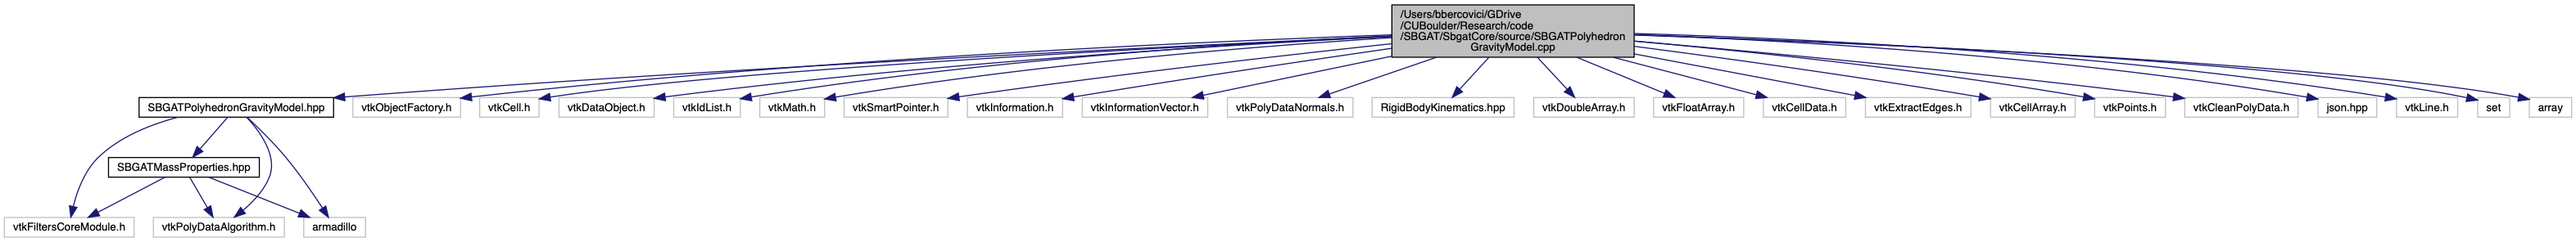 /Users/bbercovici/GDrive
/CUBoulder/Research/code
/SBGAT/SbgatCore/source/SBGATPolyhedron
GravityModel.cpp
SBGATPolyhedronGravityModel.hpp
vtkObjectFactory.h
vtkCell.h
vtkDataObject.h
vtkIdList.h
vtkMath.h
vtkSmartPointer.h
vtkInformation.h
vtkInformationVector.h
vtkPolyDataNormals.h
RigidBodyKinematics.hpp
vtkDoubleArray.h
vtkFloatArray.h
vtkCellData.h
vtkExtractEdges.h
vtkCellArray.h
vtkPoints.h
vtkCleanPolyData.h
json.hpp
vtkLine.h
set
array
SBGATMassProperties.hpp
vtkFiltersCoreModule.h
vtkPolyDataAlgorithm.h
armadillo